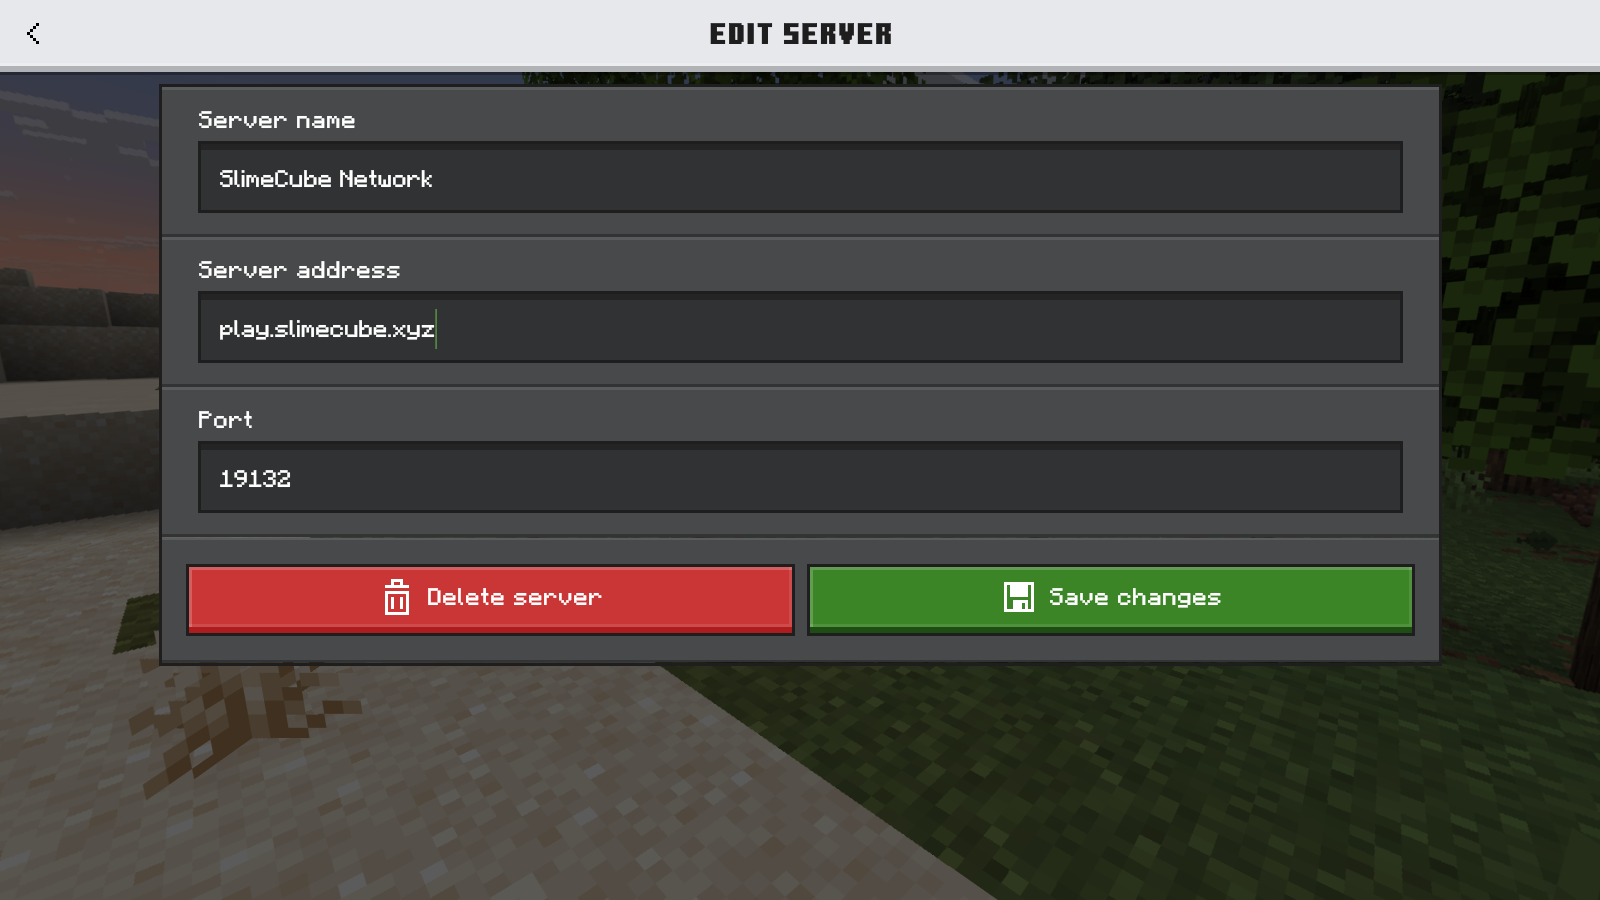 EDIT SERVER
Server name
SlimeCube Network
Server address
play.slimecube.xyz
Port
19132
Delete server
Save changes